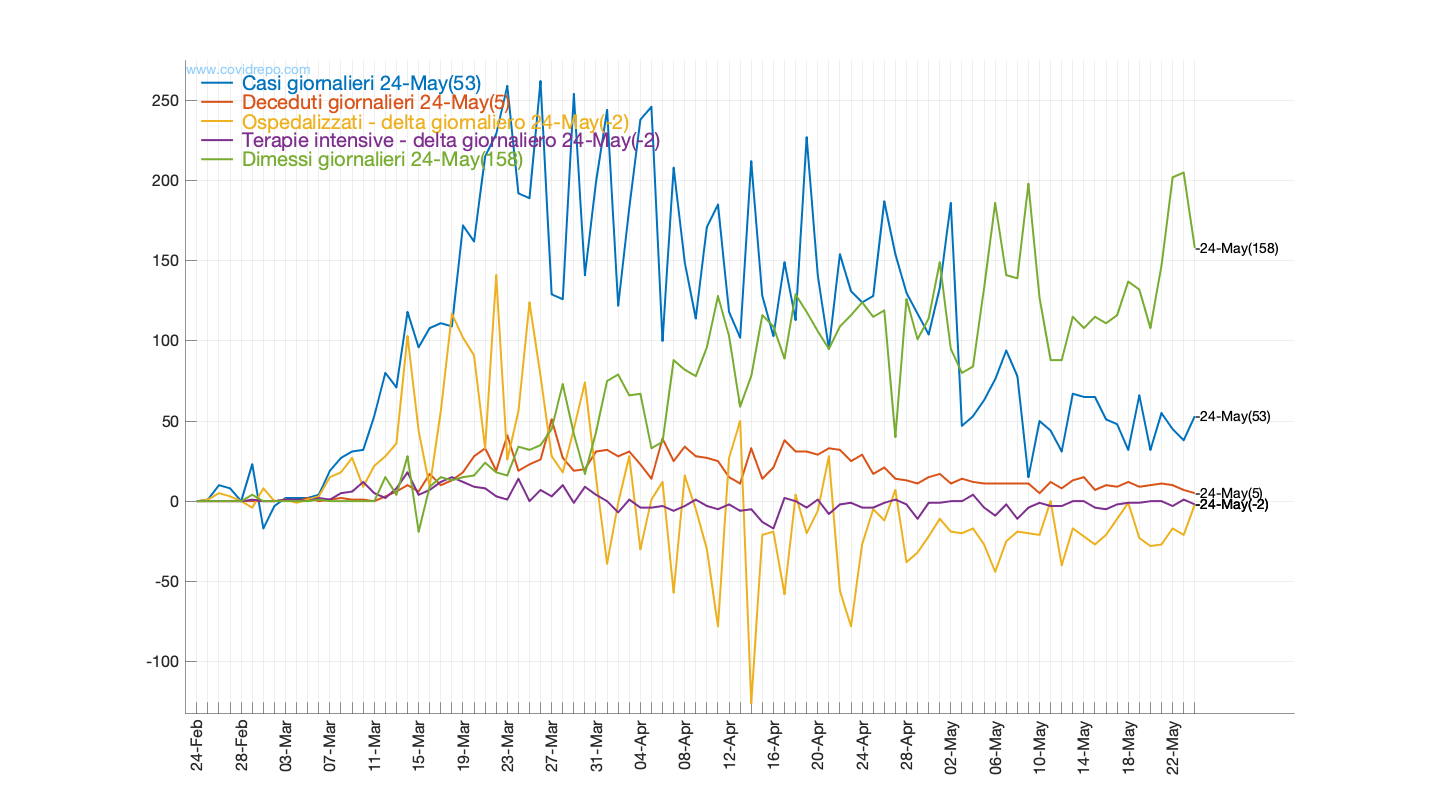 www.covidrepo.com
Casi giornalieri 24-May(53)
Deceduti giornalieri 24-May(5)
Ospedalizzati - delta giornaliero 24-May(-2)
Terapie intensive - delta giornaliero 24-May(-2)
Dimessi giornalieri 24-May(158)
250
200
150
100
50
0
-50
-100
-24-May(158)
-24-May(53)
-24-May(5)
-24-May(-2)
24-Feb
28-Feb
03-Mar
07-Mar
11-Mar
15-Mar
19-Mar
23-Mar
27-Mar
31-Mar
04-Apr
08-Apr
12-Apr
16-Apr
20-Apr
24-Apr
28-Apr
02-May
06-May
10-May
14-May
18-May
22-May